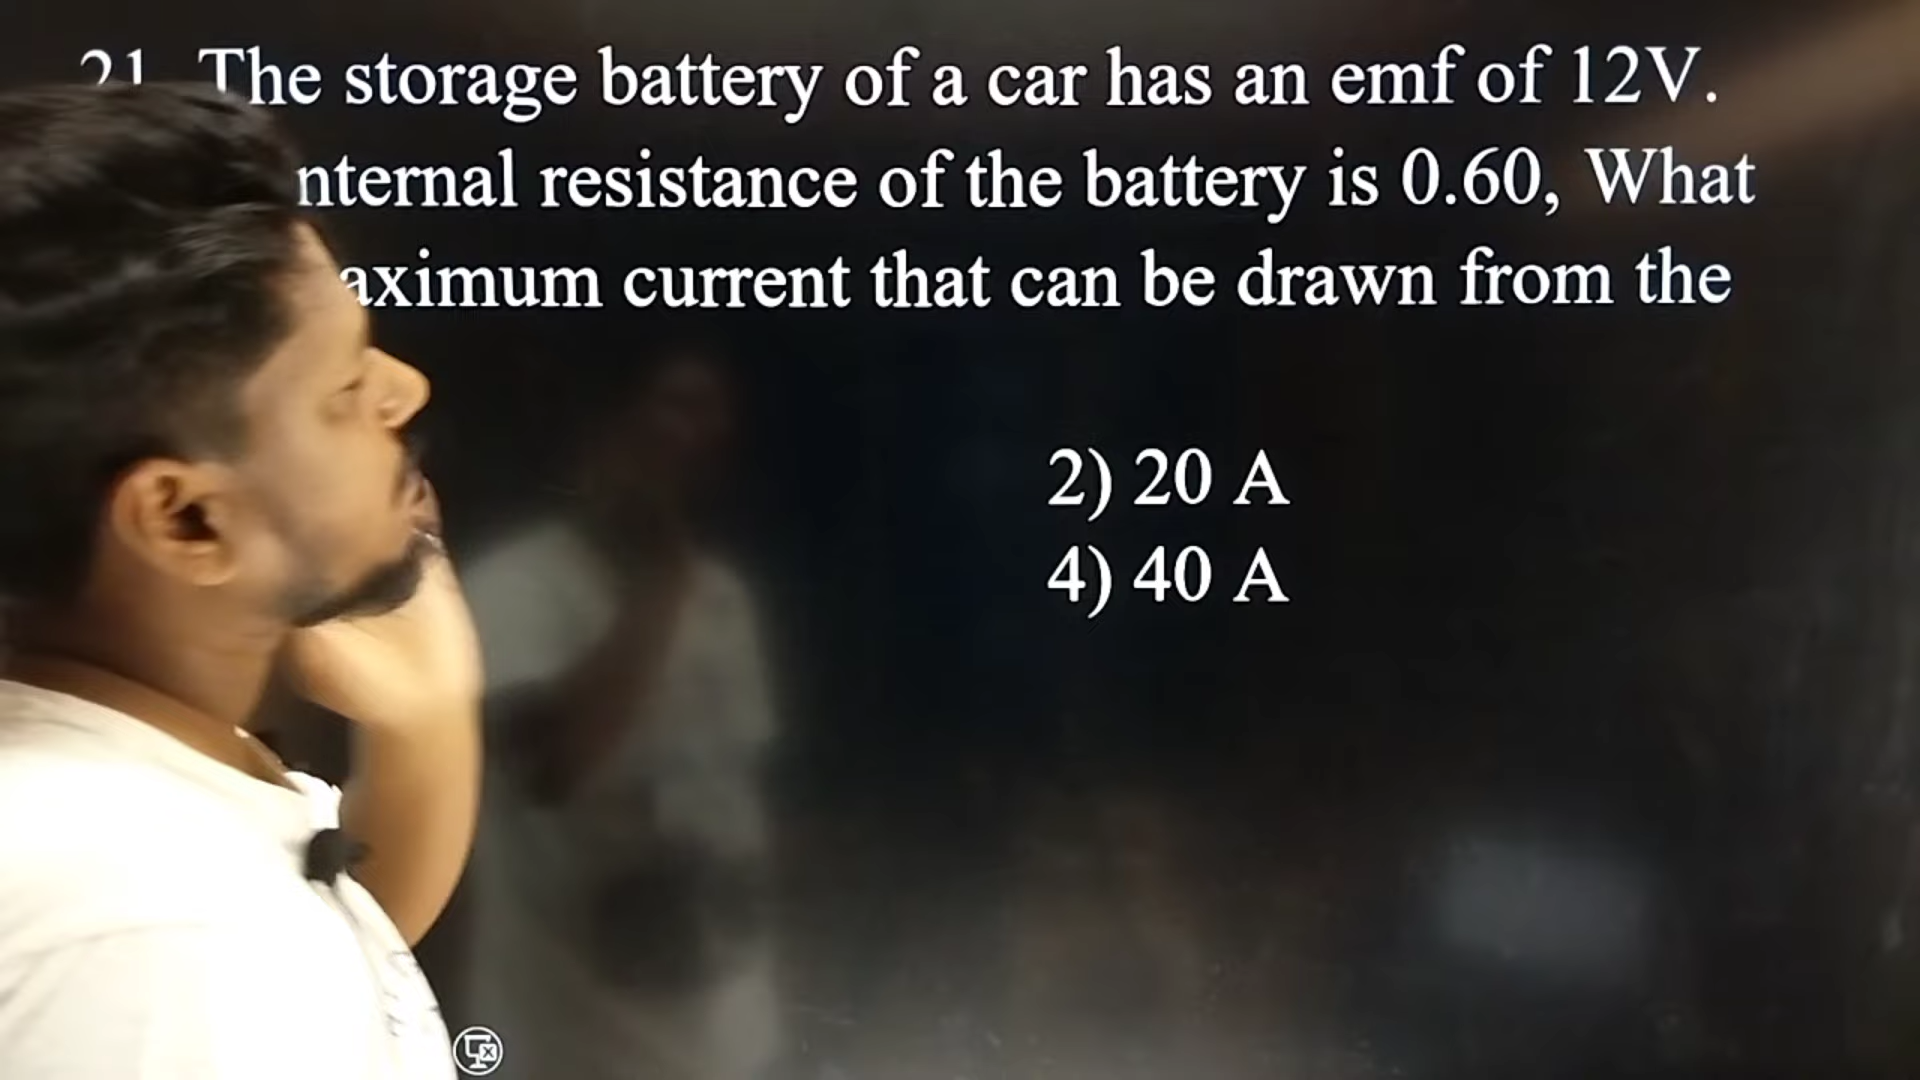 21. The storage battery of a car has an emf of 12V.
nternal resistance of the battery is 0.60, What
aximum current that can be drawn from the
2) 20 A
4) 40 A